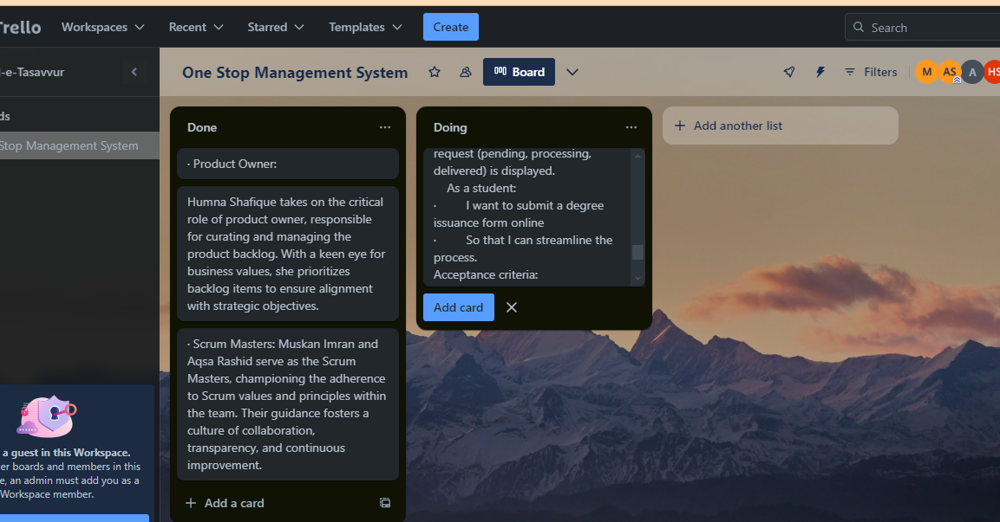 Trello
Workspaces
Recent
Starred
Templates
Create
Search
l-e-Tasavvur
One Stop Management System
Board
Filters
M
AS
A
HS
ds
Stop Management System
Done
· Product Owner:
Humna Shafique takes on the critical
role of product owner, responsible
for curating and managing the
product backlog. With a keen eye for
business values, she prioritizes
backlog items to ensure alignment
with strategic objectives.
· Scrum Masters: Muskan Imran and
Aqsa Rashid serve as the Scrum
Masters, championing the adherence
to Scrum values and principles within
the team. Their guidance fosters a
culture of collaboration,
transparency, and continuous
improvement.
+ Add a card
Doing
request (pending, processing,
delivered) is displayed.
As a student:
· I want to submit a degree
issuance form online
· So that I can streamline the
process.
Acceptance criteria:
Add card
+ Add another list
a guest in this Workspace.
er boards and members in this
e, an admin must add you as a
Workspace member.